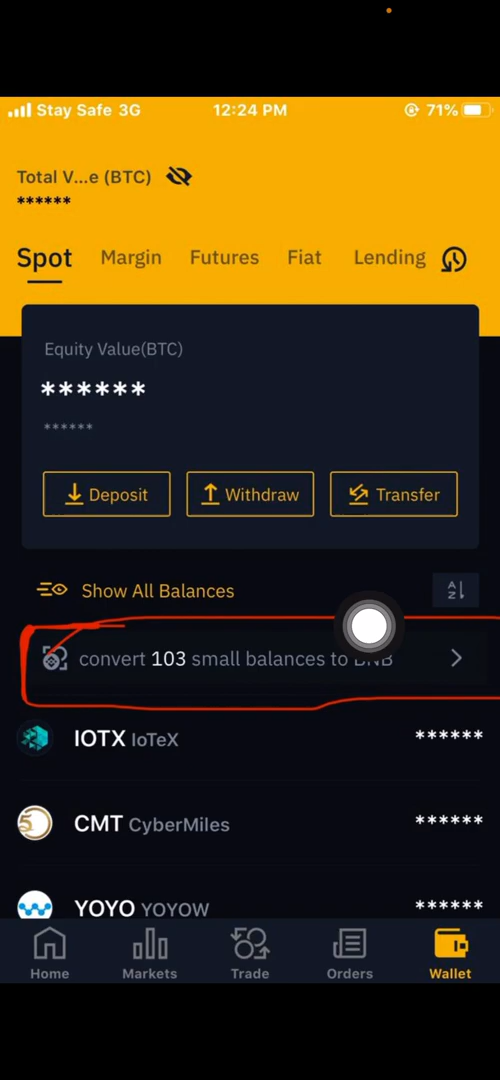 Stay Safe 3G 12:24 PM 71%
Total V...e (BTC)
******
Spot Margin Futures Fiat Lending
Equity Value(BTC)
******
******
Deposit Withdraw Transfer
Show All Balances
A
Z
convert 103 small balances to BNB
IOTX IoTeX ******
CMT CyberMiles ******
YOYO YOYOW ******
Home Markets Trade Orders Wallet